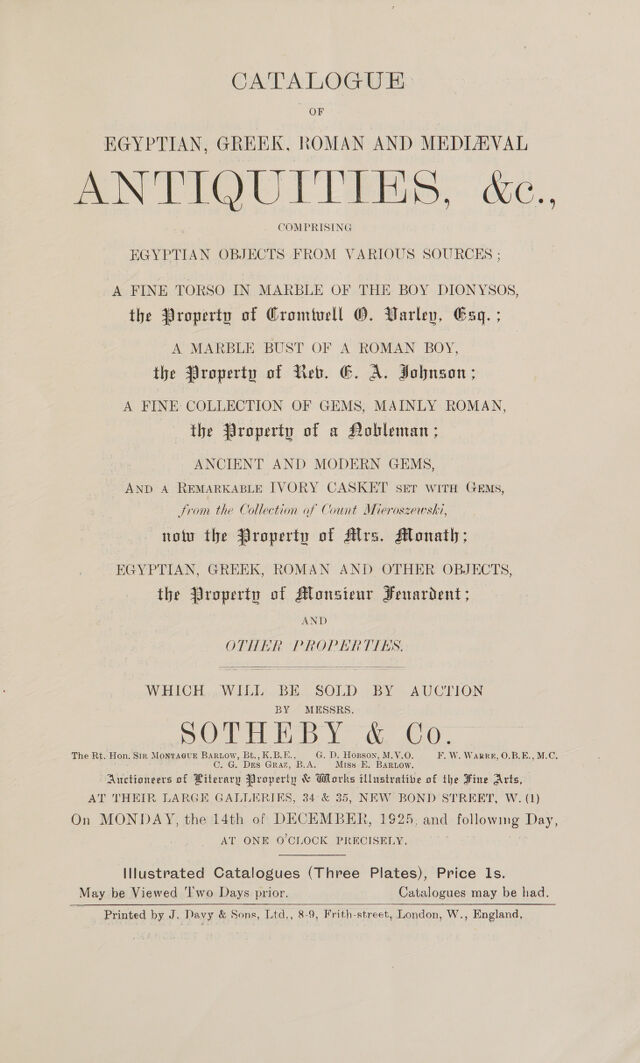 CATALOGUE
OF
EGYPTIAN, GREEK, ROMAN AND MEDIÆVAL
ANTIQUITIES, &c.,
COMPRISING
EGYPTIAN OBJECTS FROM VARIOUS SOURCES;
A FINE TORSO IN MARBLE OF THE BOY DIONYSOS,
the Property of Cromwell O. Varley, Esq.;
A MARBLE BUST OF A ROMAN BOY,
the Property of Rev. E. A. Johnson;
A FINE COLLECTION OF GEMS, MAINLY ROMAN,
the Property of a Nobleman;
ANCIENT AND MODERN GEMS,
AND A REMARKABLE IVORY CASKET SET WITH GEMS,
from the Collection of Count Mieroszewski,
now the Property of Mrs. Monath;
EGYPTIAN, GREEK, ROMAN AND OTHER OBJECTS,
the Property of Monsieur Feuardent;
AND
OTHER PROPERTIES.
WHICH WILL BE SOLD BY AUCTION
BY MESSRS.
SOTHEBY & Co.
The Rt. Hon. Sir Montague Barlow, Bt., K.B.E., G. D. Hobson, M.V.O. F. W. Warre, O.B.E., M.C.
C. G. Des Graz, B.A. Miss E. Barlow.
Auctioneers of Literary Property & Works illustrative of the Fine Arts,
AT THEIR LARGE GALLERIES, 34 & 35, NEW BOND STREET, W. (1)
On MONDAY, the 14th of DECEMBER, 1925, and following Day,
AT ONE O'CLOCK PRECISELY.
Illustrated Catalogues (Three Plates), Price 1s.
May be Viewed Two Days prior. Catalogues may be had.
Printed by J. Davy & Sons, Ltd., 8-9, Frith-street, London, W., England.